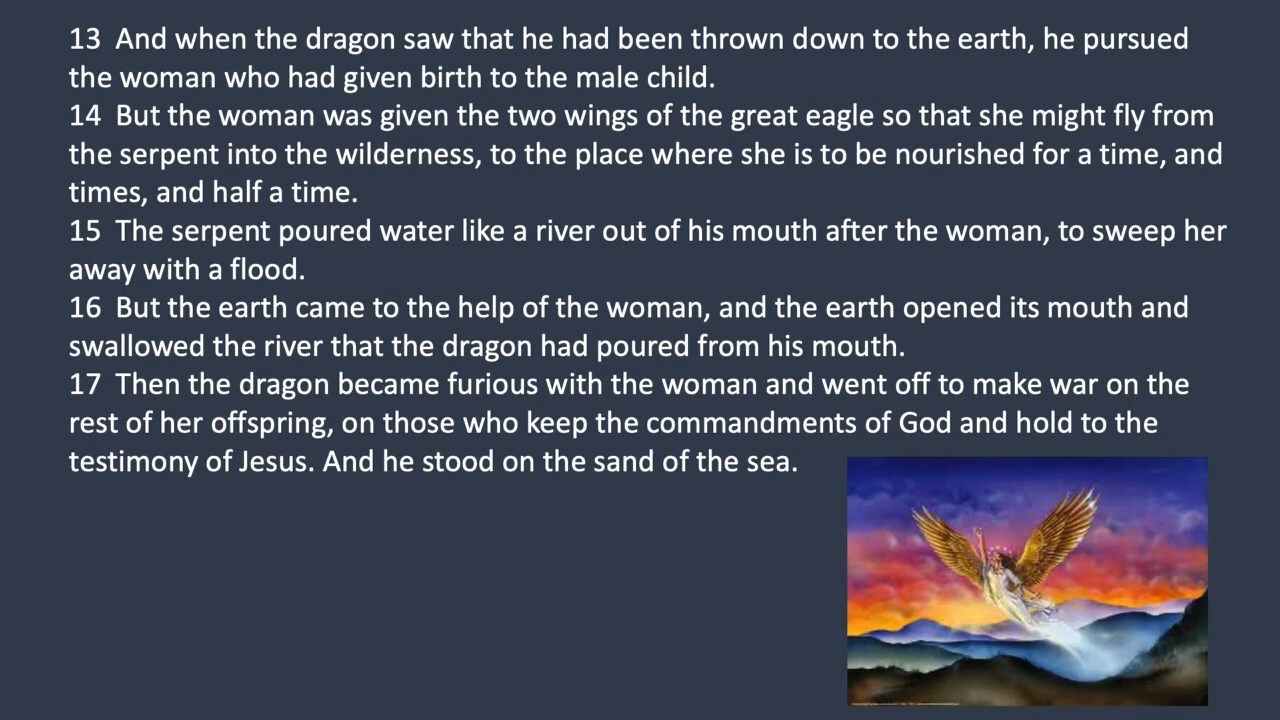 13 And when the dragon saw that he had been thrown down to the earth, he pursued
the woman who had given birth to the male child.
14 But the woman was given the two wings of the great eagle so that she might fly from
the serpent into the wilderness, to the place where she is to be nourished for a time, and
times, and half a time.
15 The serpent poured water like a river out of his mouth after the woman, to sweep her
away with a flood.
16 But the earth came to the help of the woman, and the earth opened its mouth and
swallowed the river that the dragon had poured from his mouth.
17 Then the dragon became furious with the woman and went off to make war on the
rest of her offspring, on those who keep the commandments of God and hold to the
testimony of Jesus. And he stood on the sand of the sea.